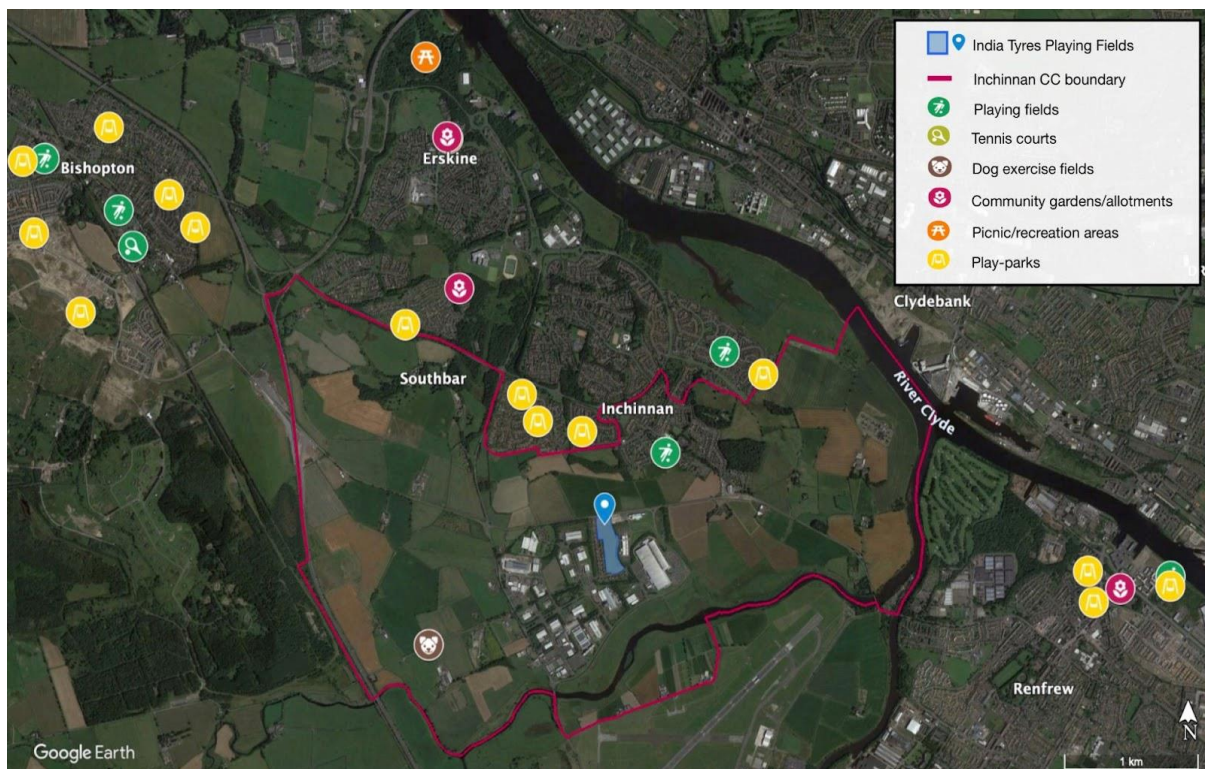 India Tyres Playing Fields
Inchinnan CC boundary
Playing fields
Tennis courts
Dog exercise fields
Community gardens/allotments
Picnic/recreation areas
Play-parks
Bishopton
Erskine
Clydebank
Southbar
Inchinnan
River Clyde
Renfrew
N
Google Earth
1 km